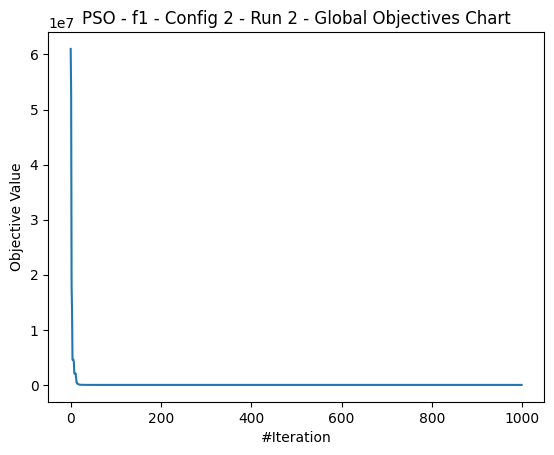 PSO - f1 - Config 2 - Run 2 - Global Objectives Chart
1e7
6
5
4
3
2
1
0
Objective Value
0 200 400 600 800 1000
#Iteration